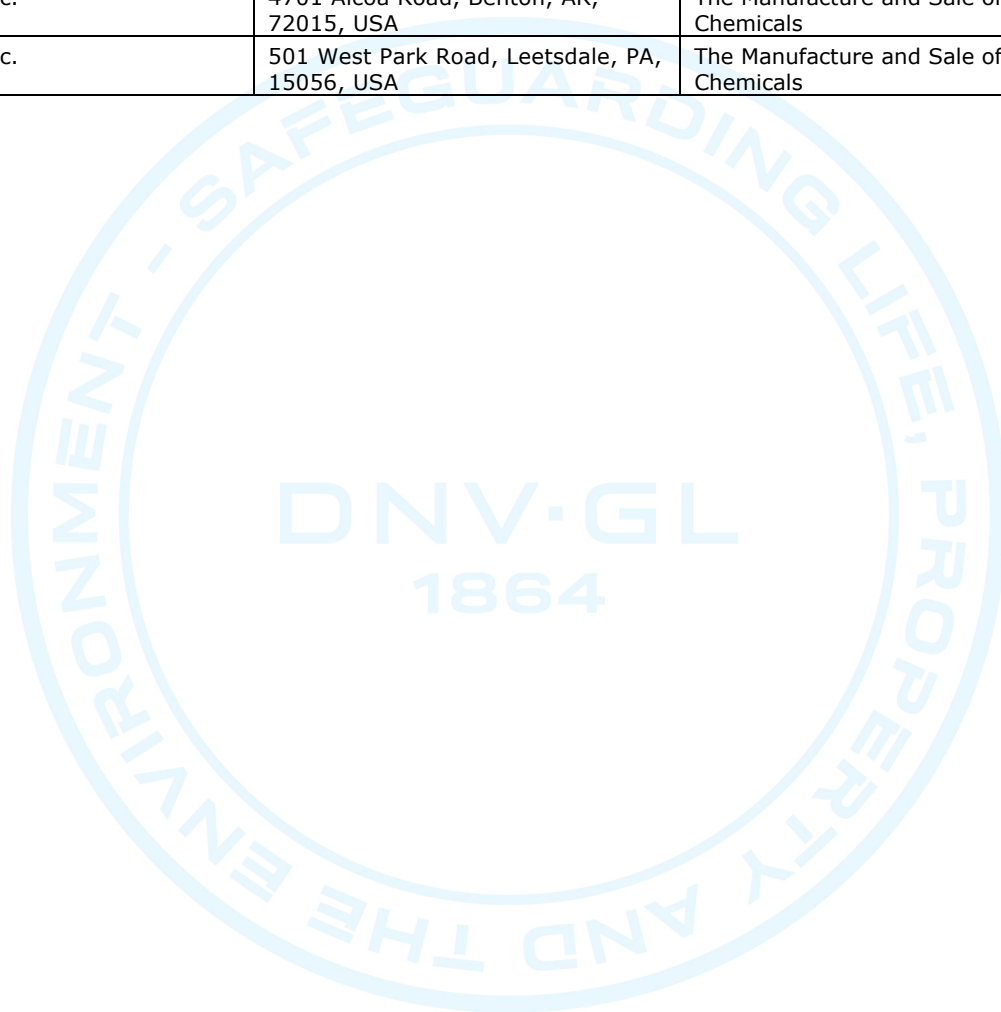 c.
4701 Alcoa Road, Benton, AR,
72015, USA
The Manufacture and Sale of
Chemicals
c.
501 West Park Road, Leetsdale, PA,
15056, USA
The Manufacture and Sale of
Chemicals
SAFEGUARDING LIFE, PROPERTY AND THE ENVIRONMENT -
DNV·GL
1864